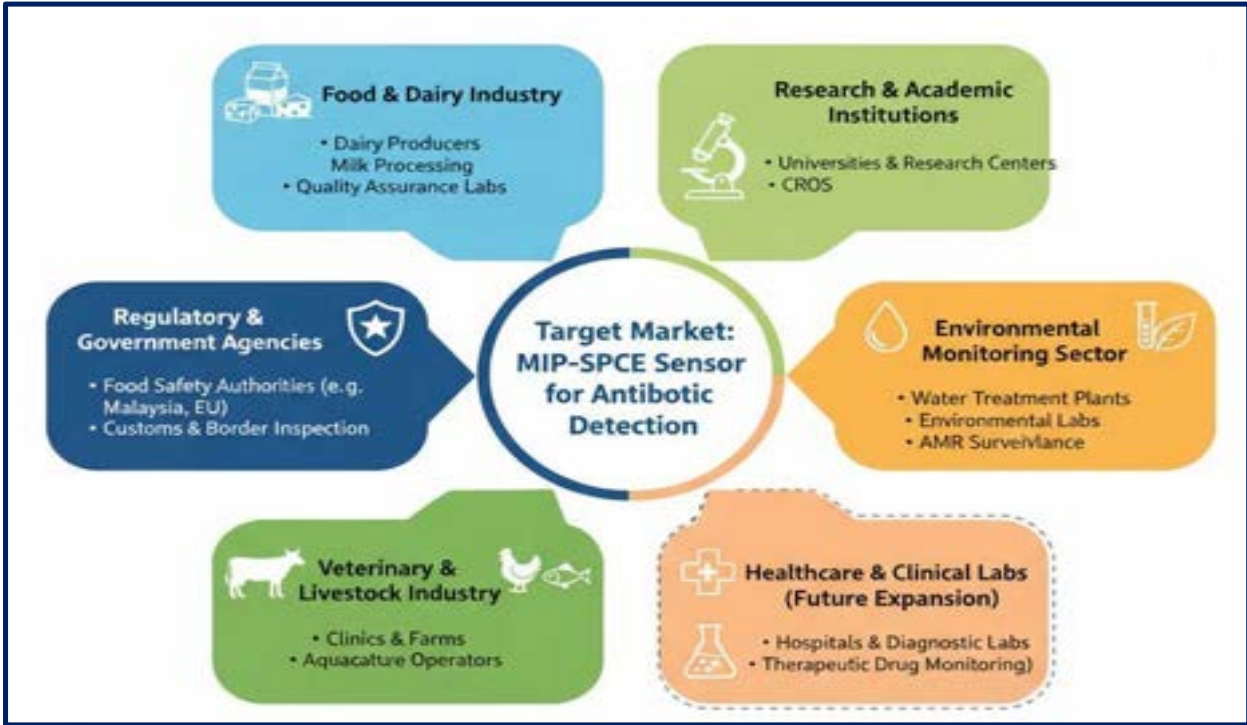 Food & Dairy Industry
• Dairy Producers
Milk Processing
• Quality Assurance Labs
Research & Academic
Institutions
• Universities & Research Centers
• CROS
Regulatory &
Government Agencies
• Food Safety Authorities (e.g.
Malaysia, EU)
• Customs & Border Inspection
Target Market:
MIP-SPCE Sensor
for Antibotic
Detection
Environmental
Monitoring Sector
• Water Treatment Plants
• Environmental Labs
• AMR Surveivlance
Veterinary &
Livestock Industry
• Clinics & Farms
• Aquacature Operators
Healthcare & Clinical Labs
(Future Expansion)
• Hospitals & Diagnostic Labs
• Therapeutic Drug Monitoring)